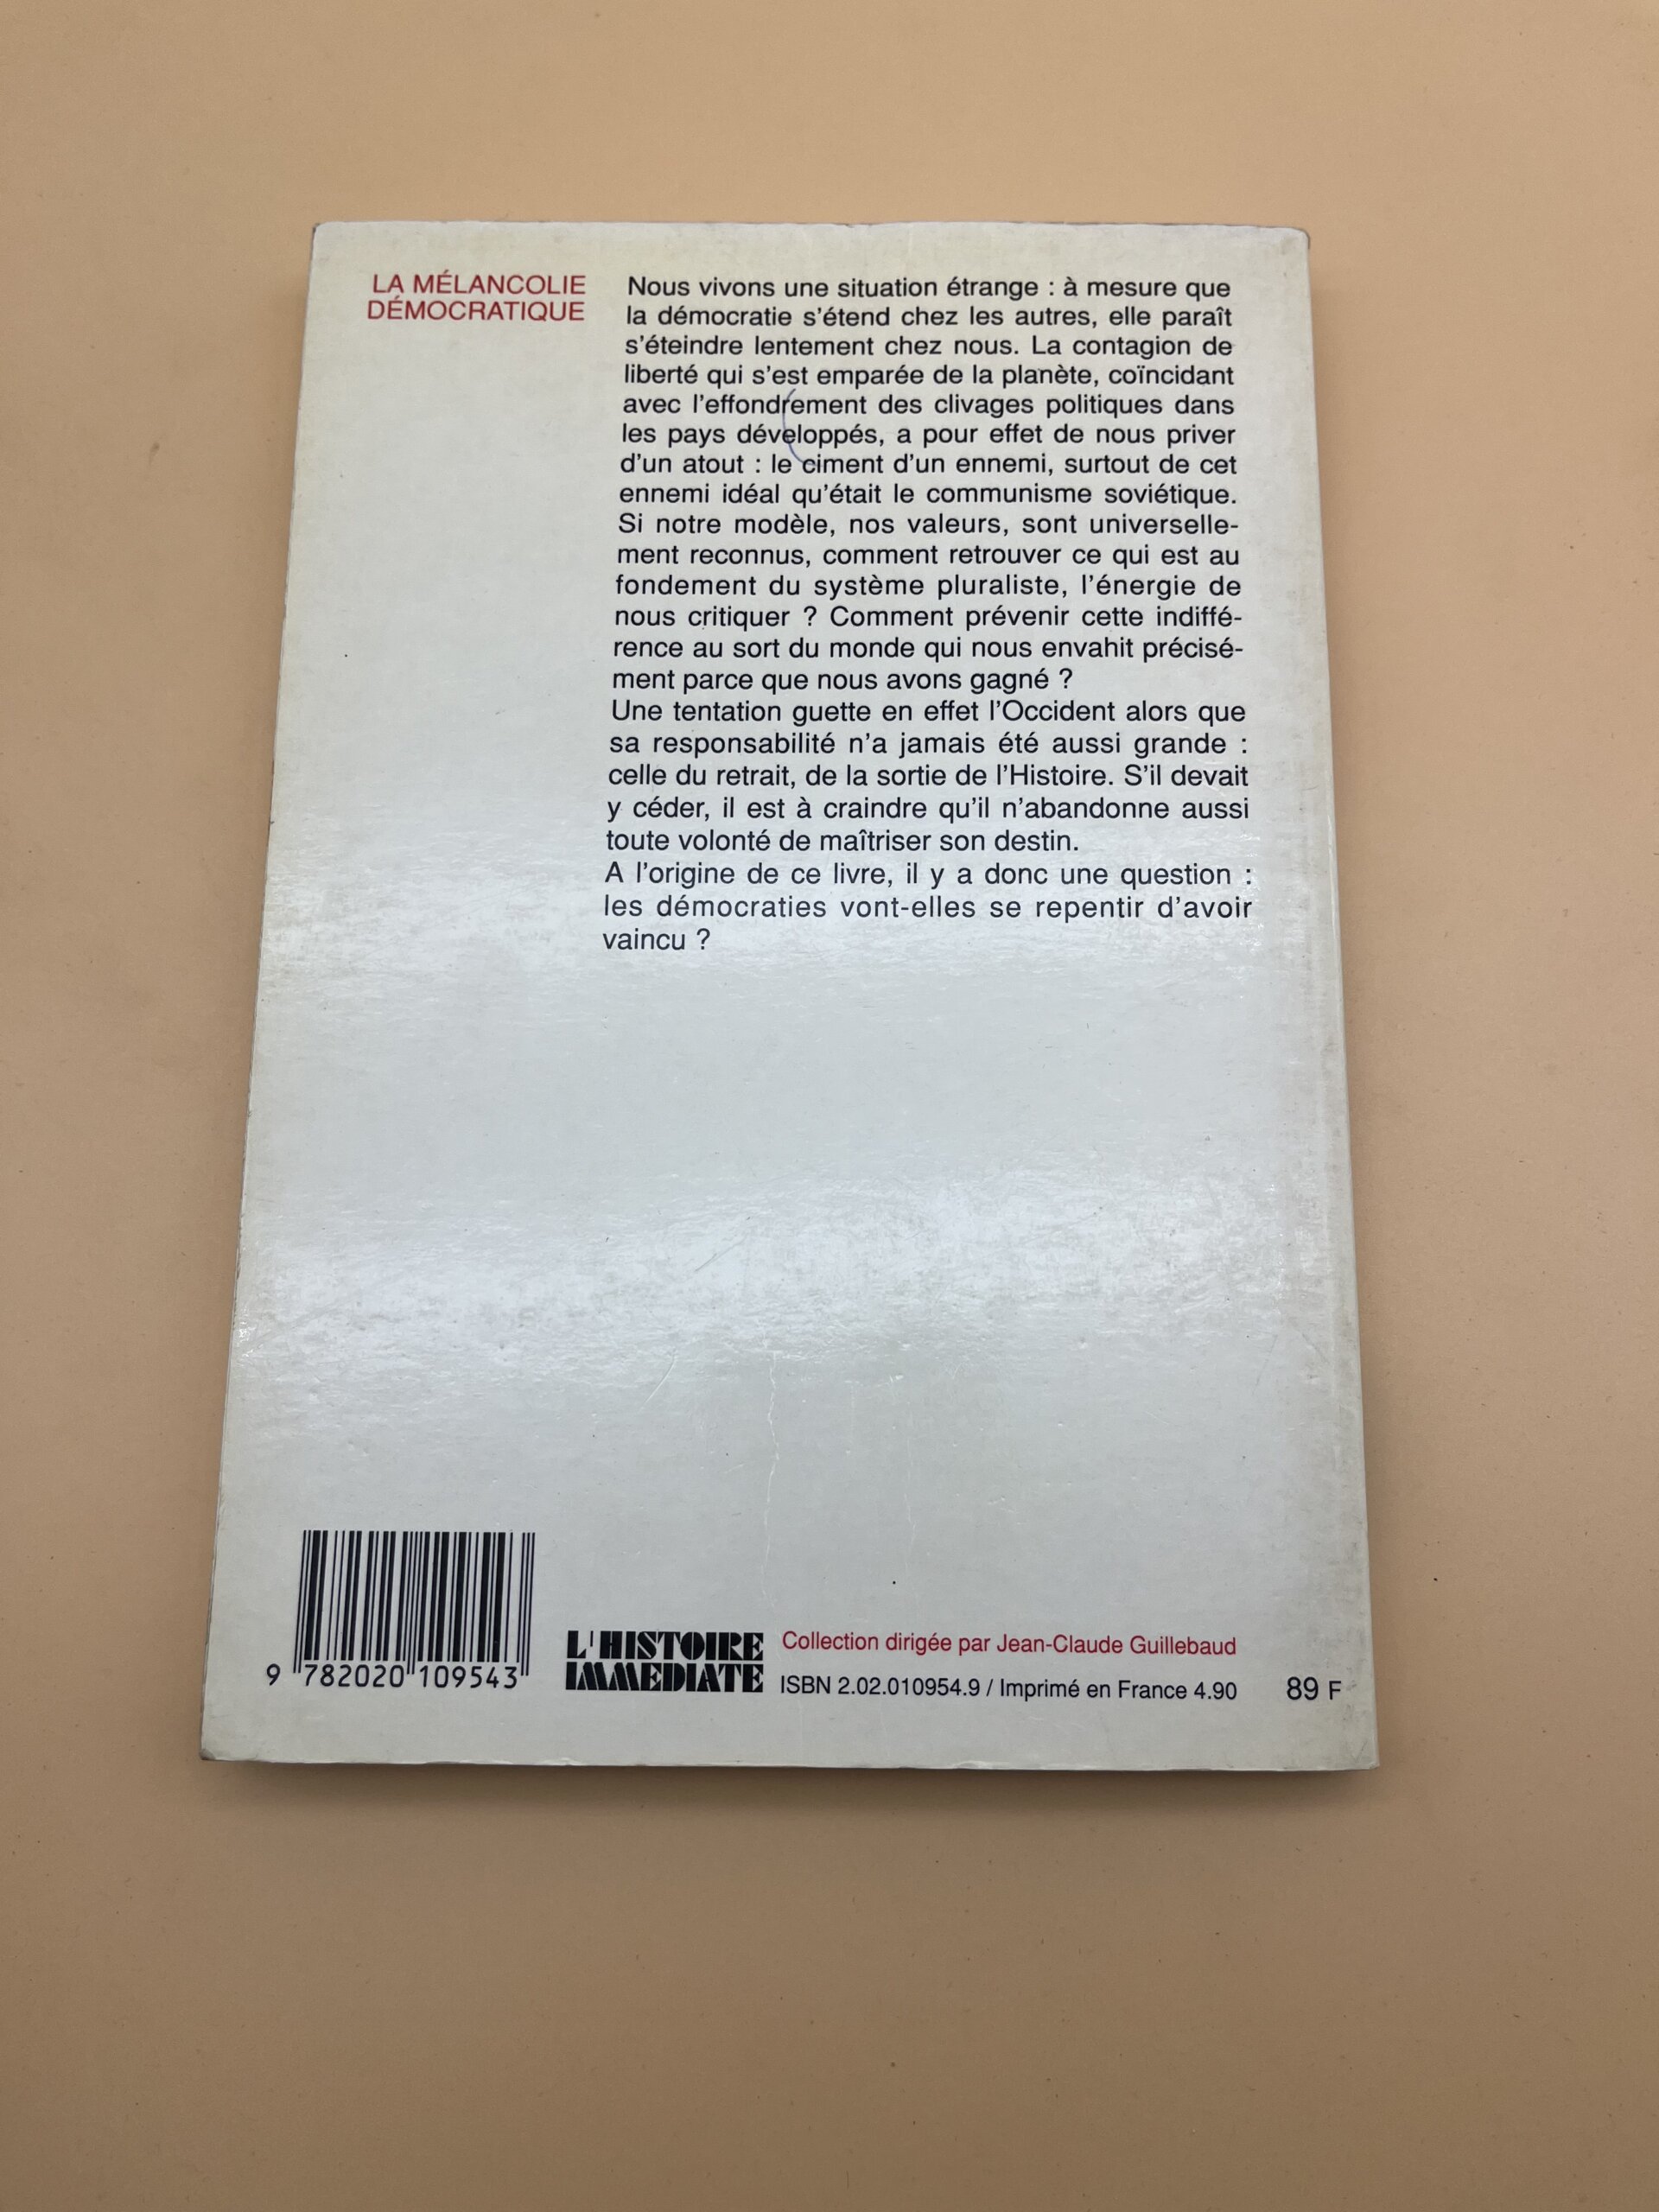 LA MÉLANCOLIE
DÉMOCRATIQUE
Nous vivons une situation étrange : à mesure que
la démocratie s'étend chez les autres, elle paraît
s'éteindre lentement chez nous. La contagion de
liberté qui s'est emparée de la planète, coïncidant
avec l'effondrement des clivages politiques dans
les pays développés, a pour effet de nous priver
d'un atout : le ciment d'un ennemi, surtout de cet
ennemi idéal qu'était le communisme soviétique.
Si notre modèle, nos valeurs, sont universelle-
ment reconnus, comment retrouver ce qui est au
fondement du système pluraliste, l'énergie de
nous critiquer ? Comment prévenir cette indiffé-
rence au sort du monde qui nous envahit précisé-
ment parce que nous avons gagné ?
Une tentation guette en effet l'Occident alors que
sa responsabilité n'a jamais été aussi grande :
celle du retrait, de la sortie de l'Histoire. S'il devait
y céder, il est à craindre qu'il n'abandonne aussi
toute volonté de maîtriser son destin.
A l'origine de ce livre, il y a donc une question :
les démocraties vont-elles se repentir d'avoir
vaincu ?
9 782020 109543
L'HISTOIRE
IMMEDIATE
Collection dirigée par Jean-Claude Guillebaud
ISBN 2.02.010954.9 / Imprimé en France 4.90
89 F